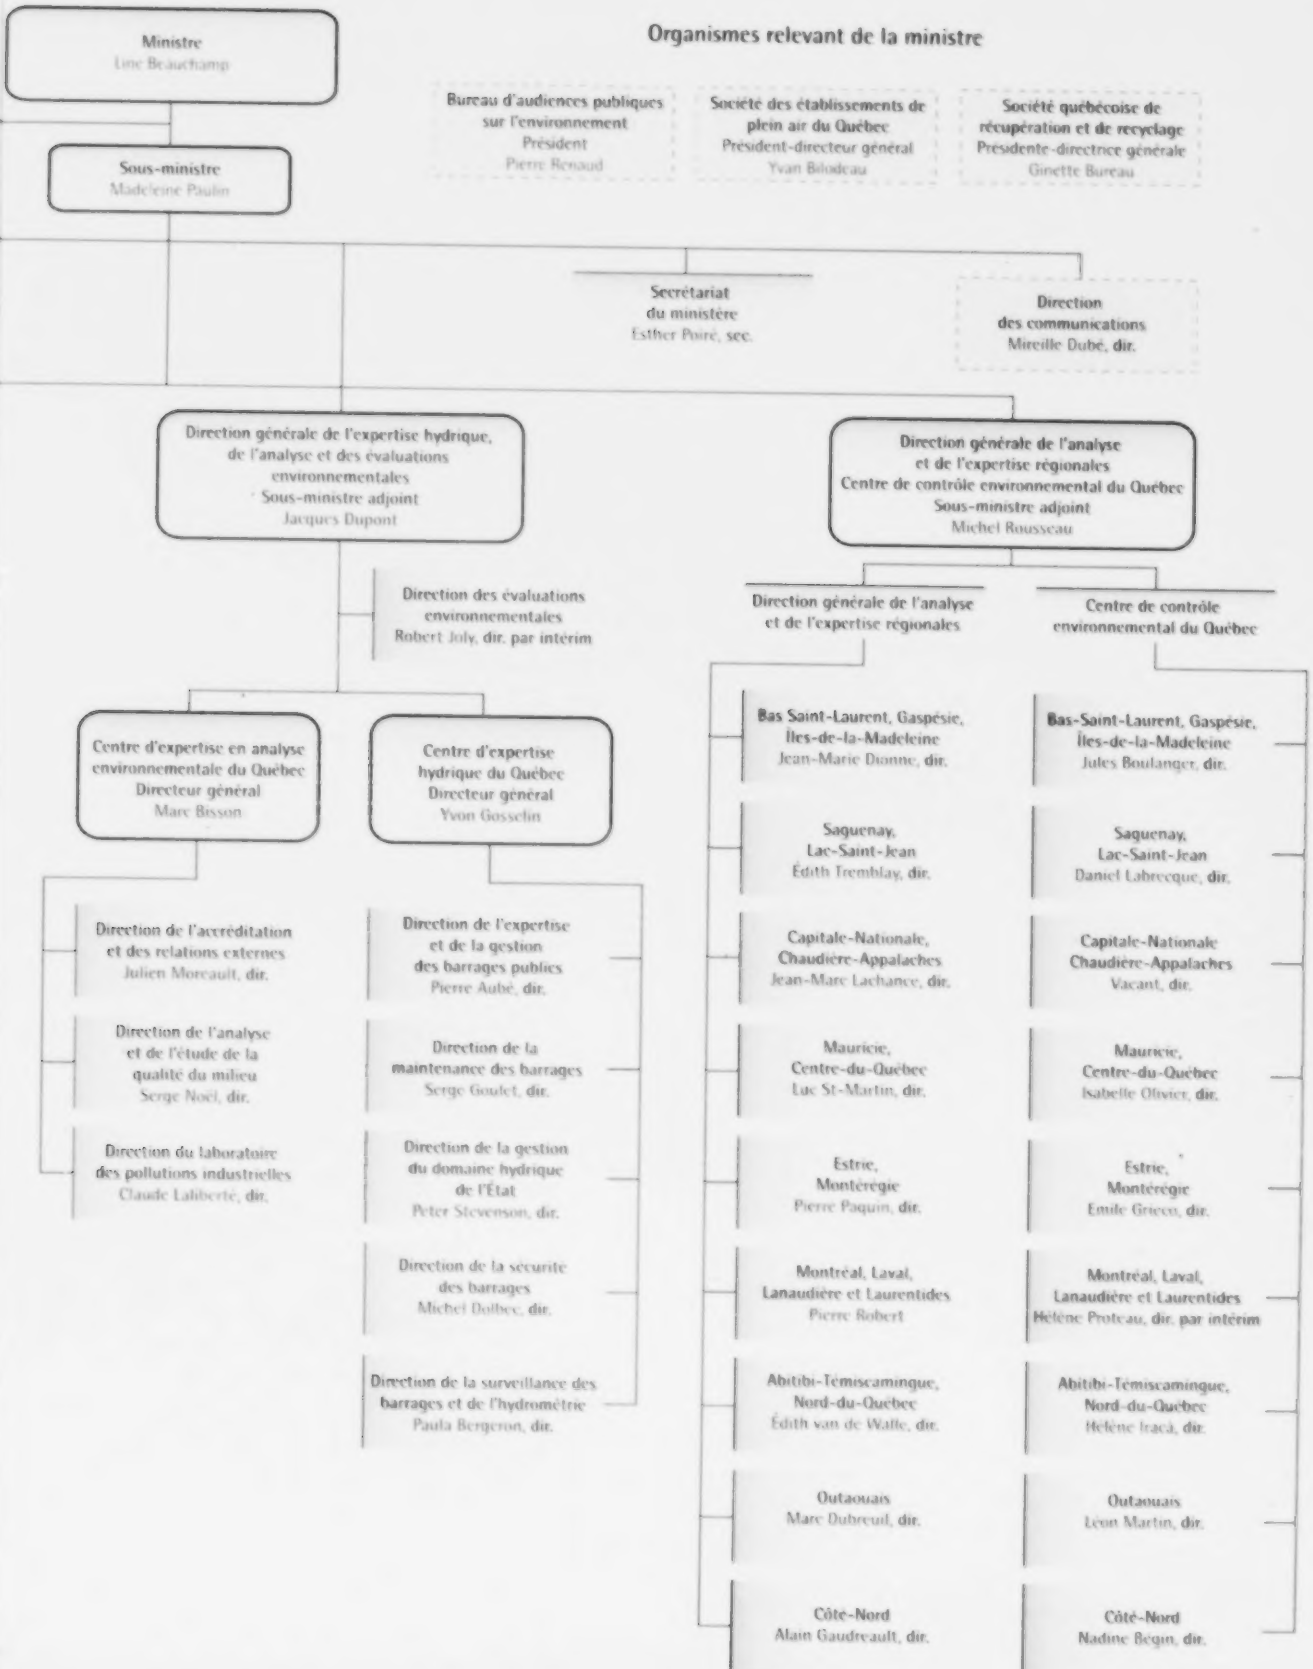 Ministre
Line Beauchamp
Sous-ministre
Madeleine Paulin
Organismes relevant de la ministre
Bureau d'audiences publiques
sur l'environnement
Président
Pierre Renaud
Société des établissements de
plein air du Québec
Président-directeur général
Yvan Bilodeau
Société québécoise de
récupération et de recyclage
Présidente-directrice générale
Ginette Bureau
Secrétariat
du ministère
Esther Poiré, sec.
Direction
des communications
Mireille Dubé, dir.
Direction générale de l'expertise hydrique,
de l'analyse et des évaluations
environnementales
Sous-ministre adjoint
Jacques Dupont
Direction des évaluations
environnementales
Robert Joly, dir. par intérim
Centre d'expertise en analyse
environnementale du Québec
Directeur général
Marc Bisson
Direction de l'accréditation
et des relations externes
Julien Moreault, dir.
Direction de l'analyse
et de l'étude de la
qualité du milieu
Serge Noël, dir.
Direction du laboratoire
des pollutions industrielles
Claude Laliberté, dir.
Centre d'expertise
hydrique du Québec
Directeur général
Yvon Gosselin
Direction de l'expertise
et de la gestion
des barrages publics
Pierre Aubé, dir.
Direction de la
maintenance des barrages
Serge Goulet, dir.
Direction de la gestion
du domaine hydrique
de l'État
Peter Stevenson, dir.
Direction de la sécurité
des barrages
Michel Dolbec, dir.
Direction de la surveillance des
barrages et de l'hydrométrie
Paula Bergeron, dir.
Direction générale de l'analyse
et de l'expertise régionales
Centre de contrôle environnemental du Québec
Sous-ministre adjoint
Michel Rousseau
Direction générale de l'analyse
et de l'expertise régionales
Bas Saint-Laurent, Gaspésie,
Îles-de-la-Madeleine
Jean-Marie Dionne, dir.
Saguenay,
Lac-Saint-Jean
Édith Tremblay, dir.
Capitale-Nationale,
Chaudière-Appalaches
Jean-Marc Lachance, dir.
Mauricie,
Centre-du-Québec
Luc St-Martin, dir.
Estrie,
Montérégie
Pierre Paquin, dir.
Montréal, Laval,
Lanaudière et Laurentides
Pierre Robert
Abitibi-Témiscamingue,
Nord-du-Québec
Édith van de Walle, dir.
Outaouais
Marc Dubreuil, dir.
Côte-Nord
Alain Gaudreault, dir.
Centre de contrôle
environnemental du Québec
Bas-Saint-Laurent, Gaspésie,
Îles-de-la-Madeleine
Jules Boulanger, dir.
Saguenay,
Lac-Saint-Jean
Daniel Labrecque, dir.
Capitale-Nationale
Chaudière-Appalaches
Vacant, dir.
Mauricie,
Centre-du-Québec
Isabelle Olivier, dir.
Estrie,
Montérégie
Emile Grieco, dir.
Montréal, Laval,
Lanaudière et Laurentides
Hélène Proteau, dir. par intérim
Abitibi-Témiscamingue,
Nord-du-Québec
Hélène Iracà, dir.
Outaouais
Léon Martin, dir.
Côte-Nord
Nadine Bégin, dir.